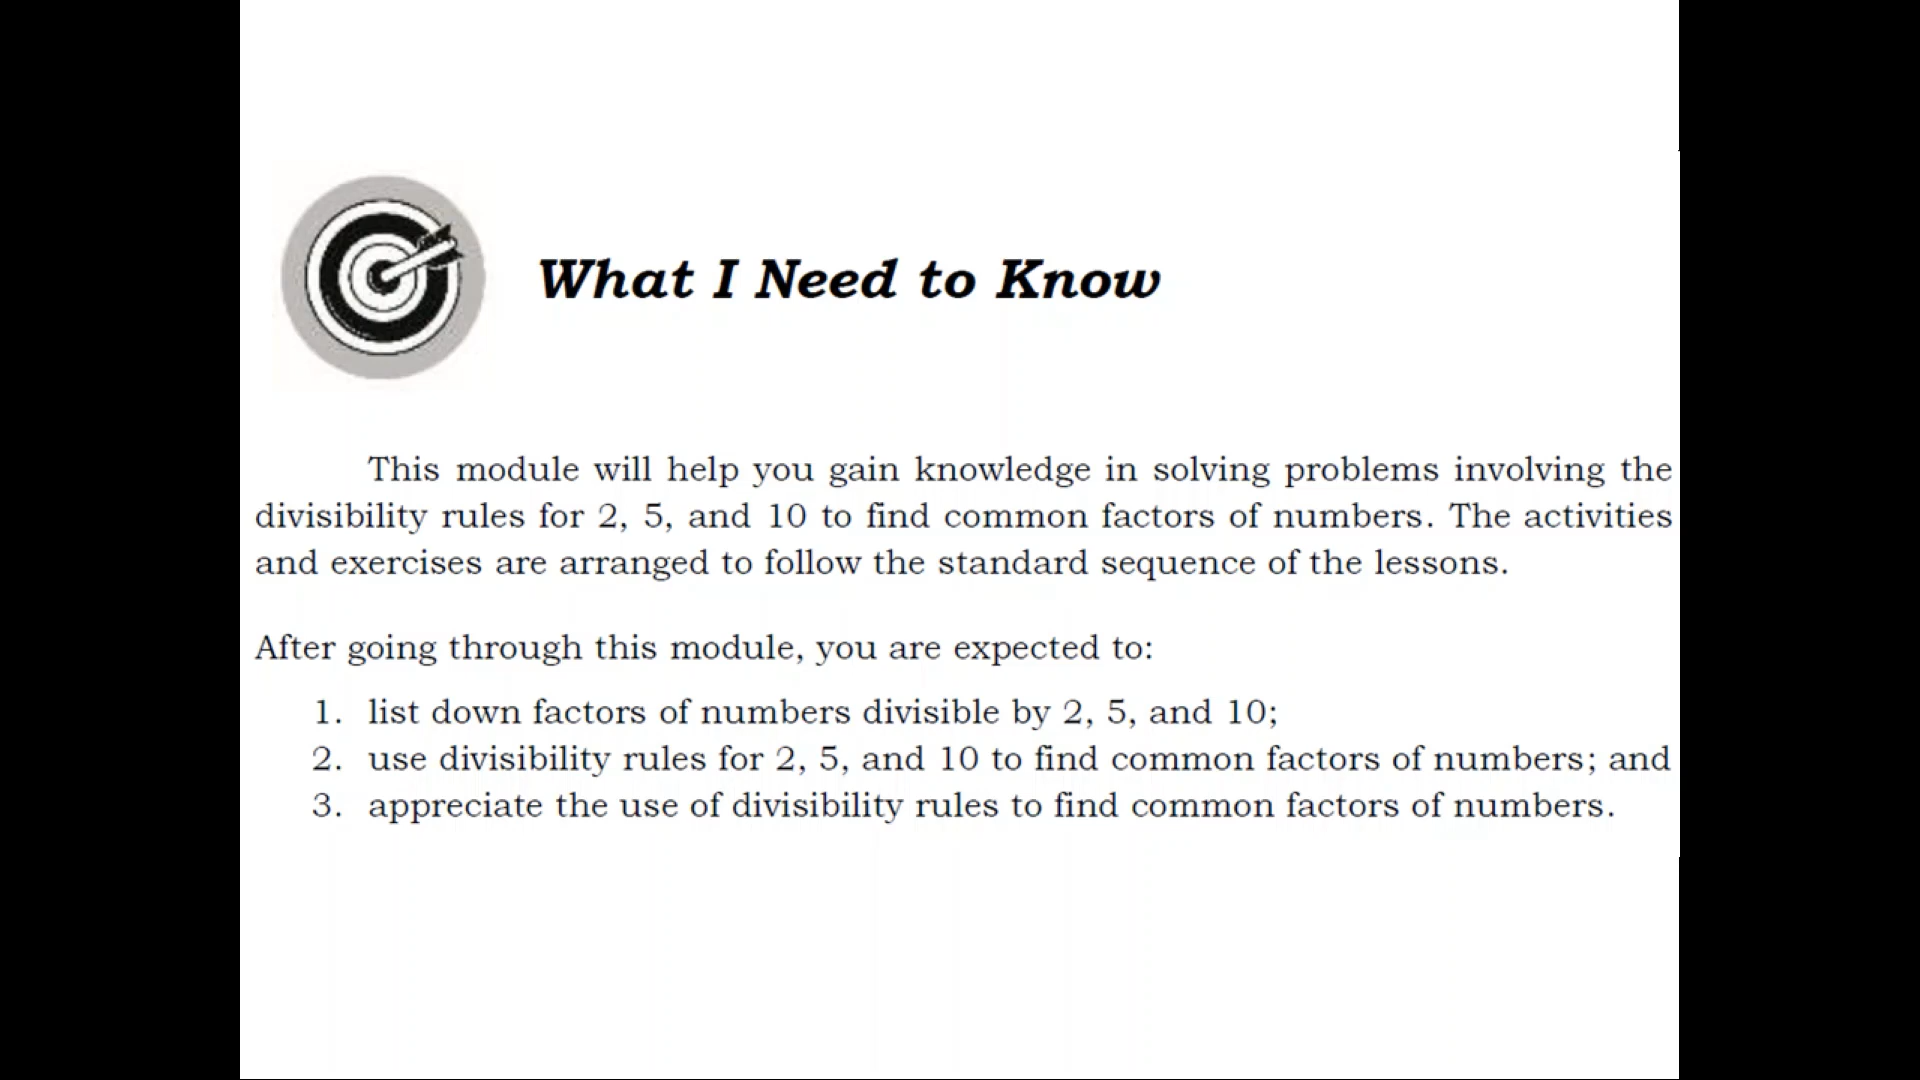 What I Need to Know
This module will help you gain knowledge in solving problems involving the
divisibility rules for 2, 5, and 10 to find common factors of numbers. The activities
and exercises are arranged to follow the standard sequence of the lessons.
After going through this module, you are expected to:
1. list down factors of numbers divisible by 2, 5, and 10;
2. use divisibility rules for 2, 5, and 10 to find common factors of numbers; and
3. appreciate the use of divisibility rules to find common factors of numbers.